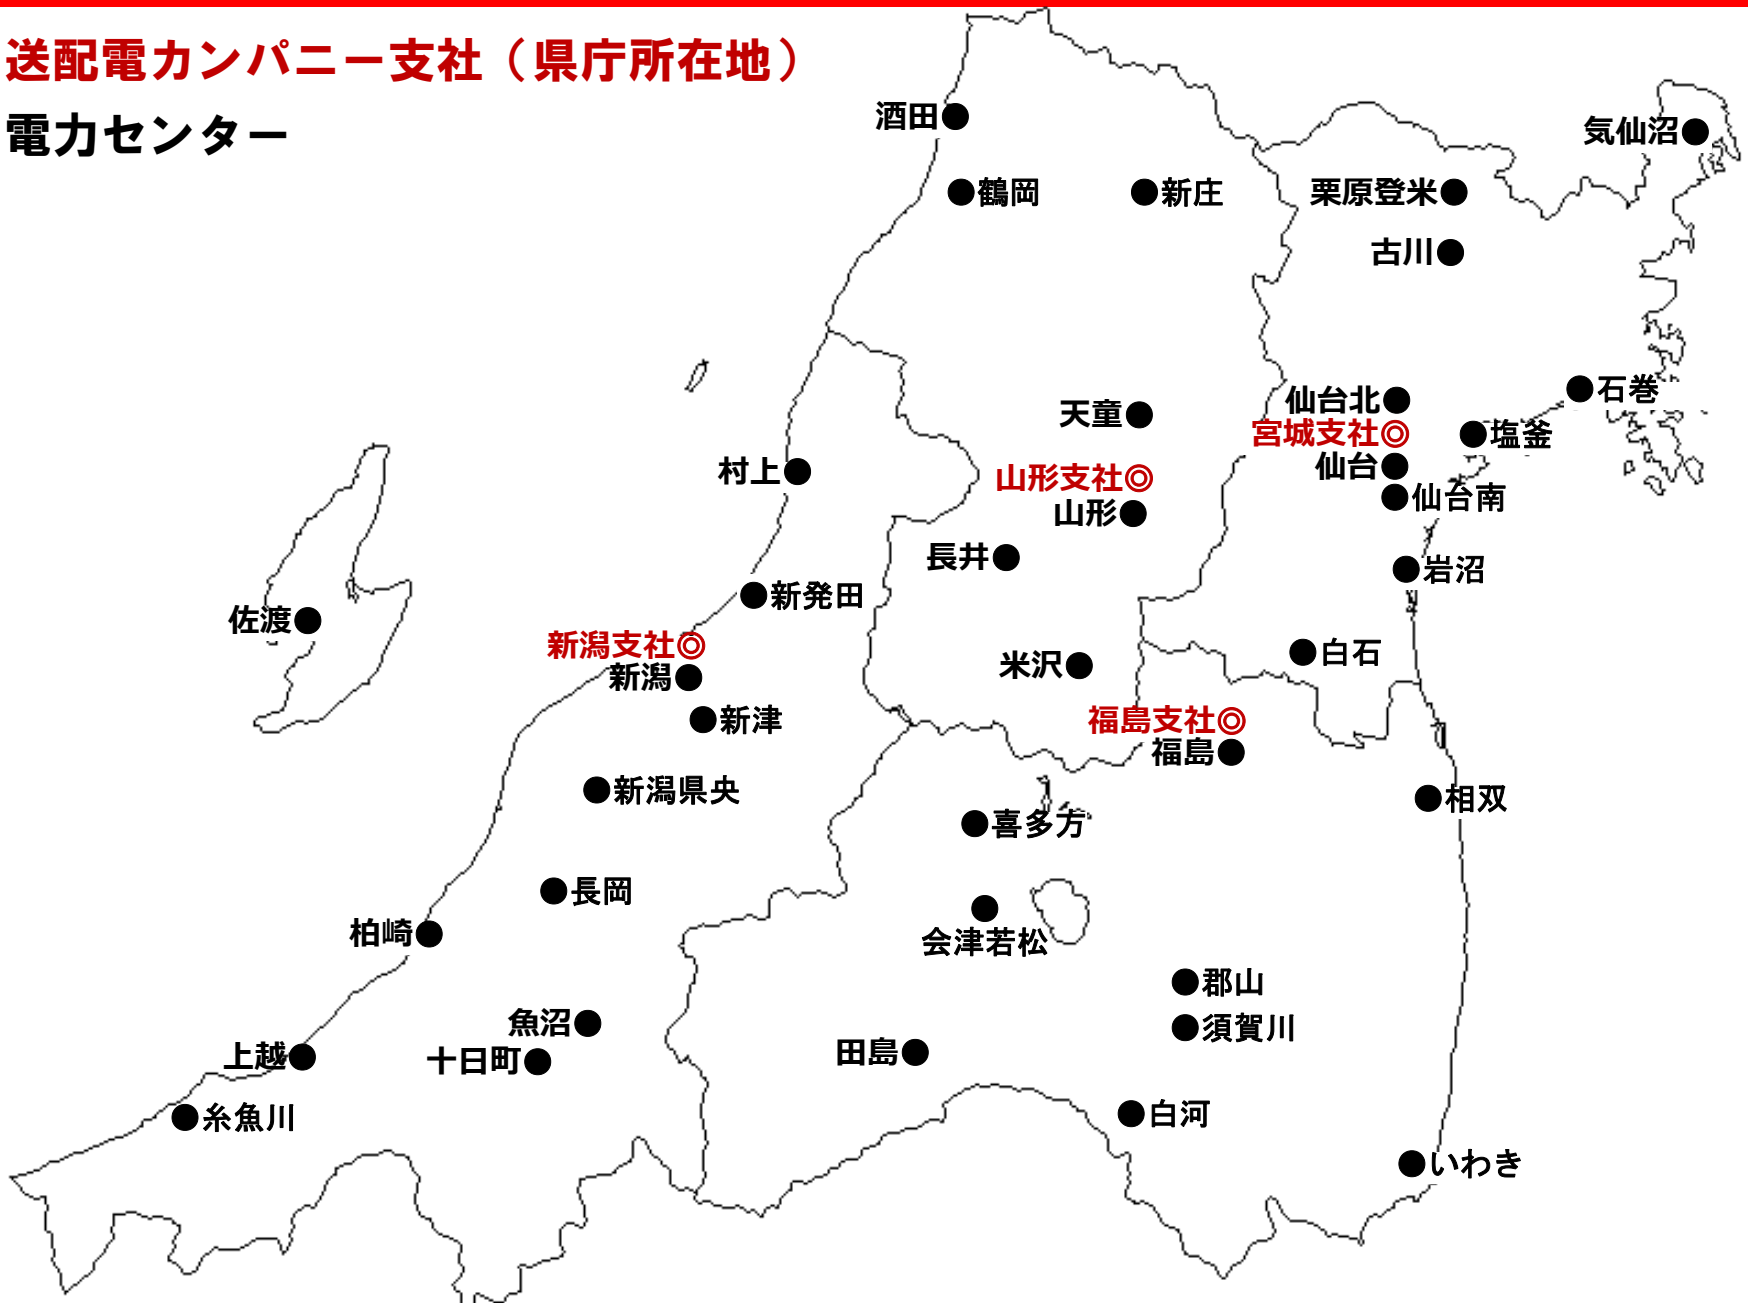 送配電カンパニー支社（県庁所在地）
電力センター
酒田
気仙沼
鶴岡
新庄
栗原登米
古川
石巻
仙台北
天童
宮城支社
塩釜
仙台
村上
山形支社
仙台南
山形
長井
岩沼
新発田
佐渡
新潟支社
白石
米沢
新潟
新津
福島支社
福島
新潟県央
相双
喜多方
長岡
柏崎
会津若松
郡山
魚沼
須賀川
田島
上越
十日町
糸魚川
白河
いわき